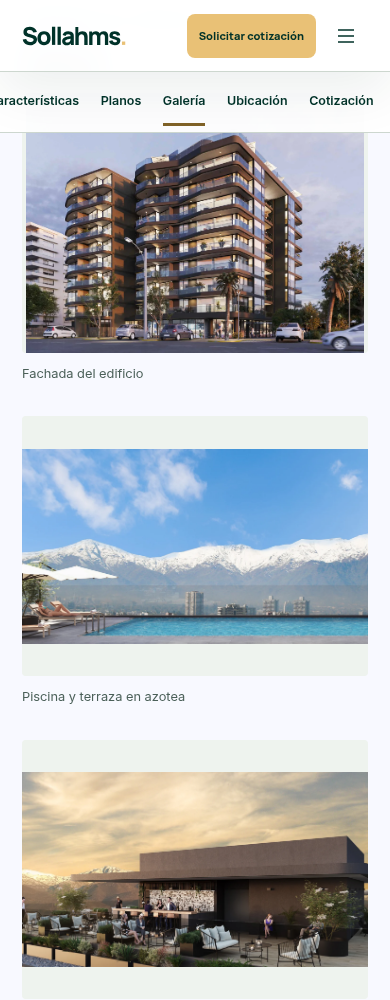 Sollahms.
Solicitar cotización
aracterísticas Planos Galería Ubicación Cotización
Fachada del edificio
Piscina y terraza en azotea